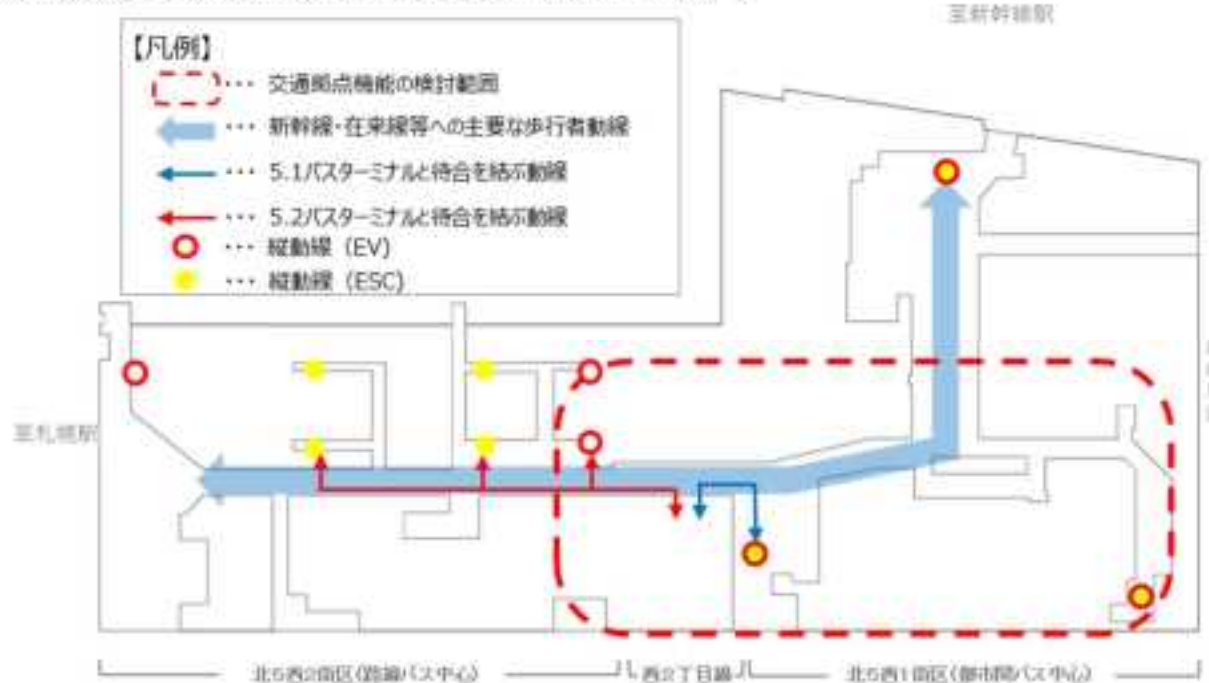 至新幹線駅
【凡例】
・・・ 交通拠点機能の検討範囲
・・・ 新幹線・在来線等への主要な歩行者動線
・・・ 5.1バスターミナルと待合を結ぶ動線
・・・ 5.2バスターミナルと待合を結ぶ動線
・・・ 縦動線（EV）
・・・ 縦動線（ESC）
至札幌駅
北5西2街区(路線バス中心)
西2丁目線
北5西1街区(都市間バス中心)